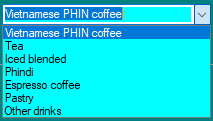 Vietnamese PHIN coffee
Vietnamese PHIN coffee
Tea
Iced blended
Phindi
Espresso coffee
Pastry
Other drinks